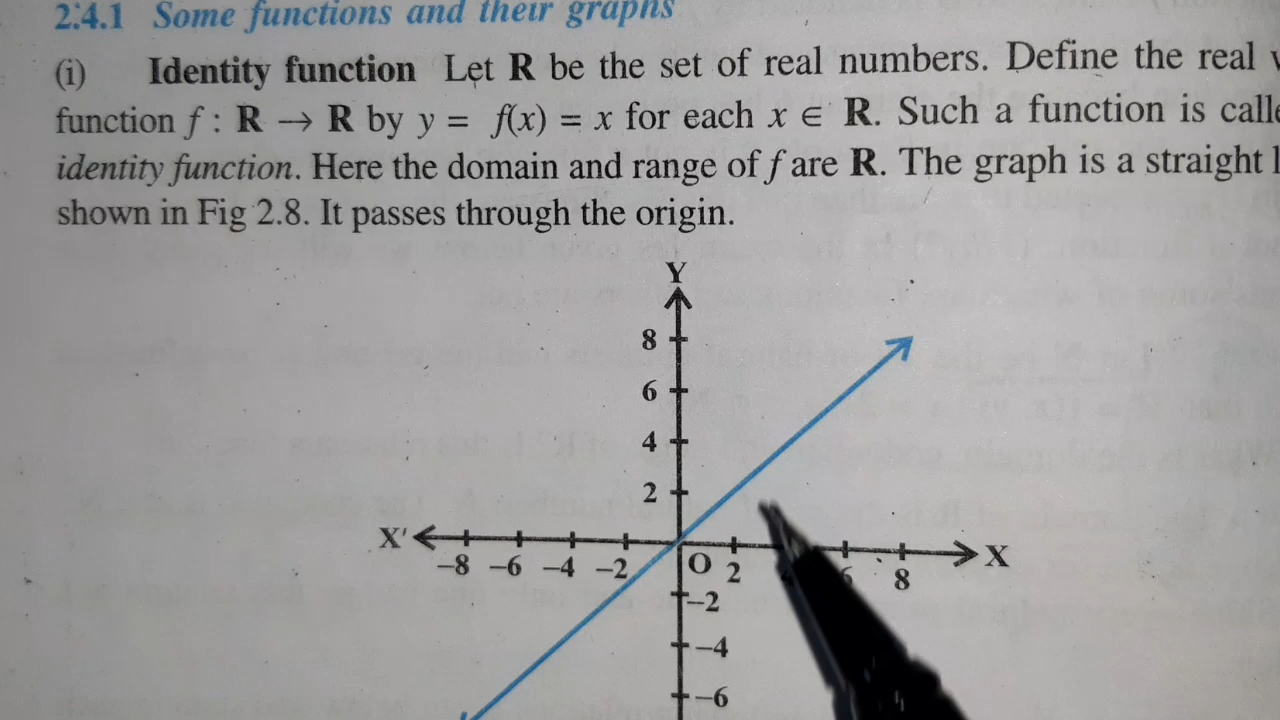 2.4.1 Some functions and their graphs
(i) Identity function Let R be the set of real numbers. Define the real
function f : R → R by y = f(x) = x for each x ∈ R. Such a function is calle
identity function. Here the domain and range of f are R. The graph is a straight l
shown in Fig 2.8. It passes through the origin.
Y
8
6
4
2
X′ –8 –6 –4 –2 O 2 6 8 X
–2
–4
–6